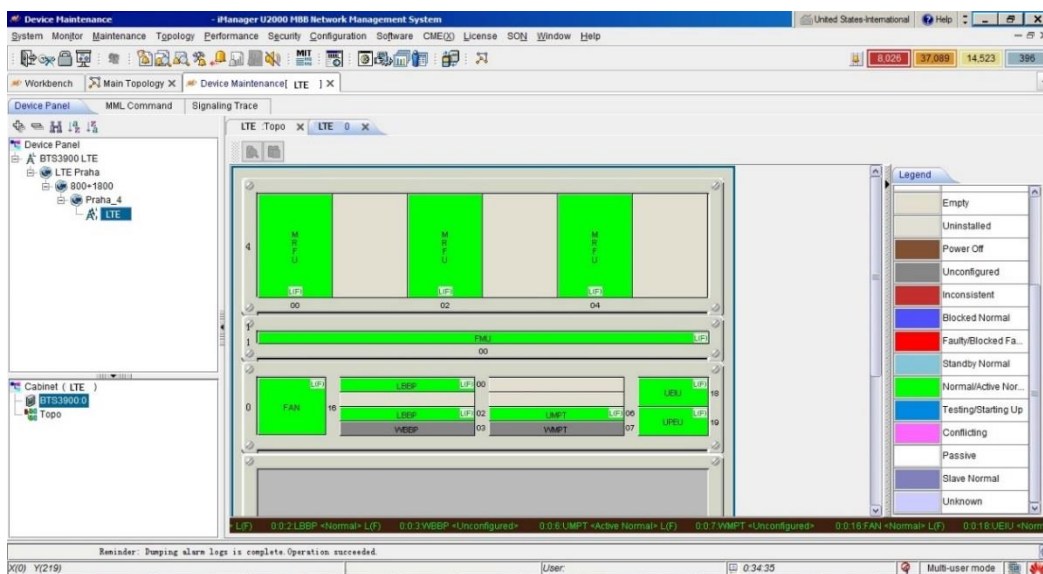 Device Maintenance - iManager U2000 MBB Network Management System United States-International Help
System Monitor Maintenance Topology Performance Security Configuration Software CME(X) License SON Window Help
MIT 8,026 37,089 14,523 396
Workbench Main Topology X Device Maintenance[ LTE ] X
Device Panel MML Command Signaling Trace
LTE :Topo X LTE 0 X
Device Panel
BTS3900 LTE
LTE Praha
800+1800
Praha_4
LTE
Cabinet ( LTE )
BTS3900:0
Topo
4 MRFU L(F) MRFU L(F) MRFU L(F)
00 02 04
1 1 FMU L(F)
00
0 FAN L(F) 16 LBBP L(F) 00 UEIU L(F) 18
LBBP L(F) 02 UMPT L(F) 06 UPEU L(F) 19
WBBP 03 WMPT 07
Legend
Empty
Uninstalled
Power Off
Unconfigured
Inconsistent
Blocked Normal
Faulty/Blocked Fa...
Standby Normal
Normal/Active Nor...
Testing/Starting Up
Conflicting
Passive
Slave Normal
Unknown
> L(F) 0:0:2:LBBP <Normal> L(F) 0:0:3:WBBP <Unconfigured> 0:0:6:UMPT <Active Normal> L(F) 0:0:7:WMPT <Unconfigured> 0:0:16:FAN <Normal> L(F) 0:0:18:UEIU <Norm
Reminder: Dumping alarm logs is complete.Operation succeeded.
X(0) Y(219) User: 0:34:35 Multi-user mode